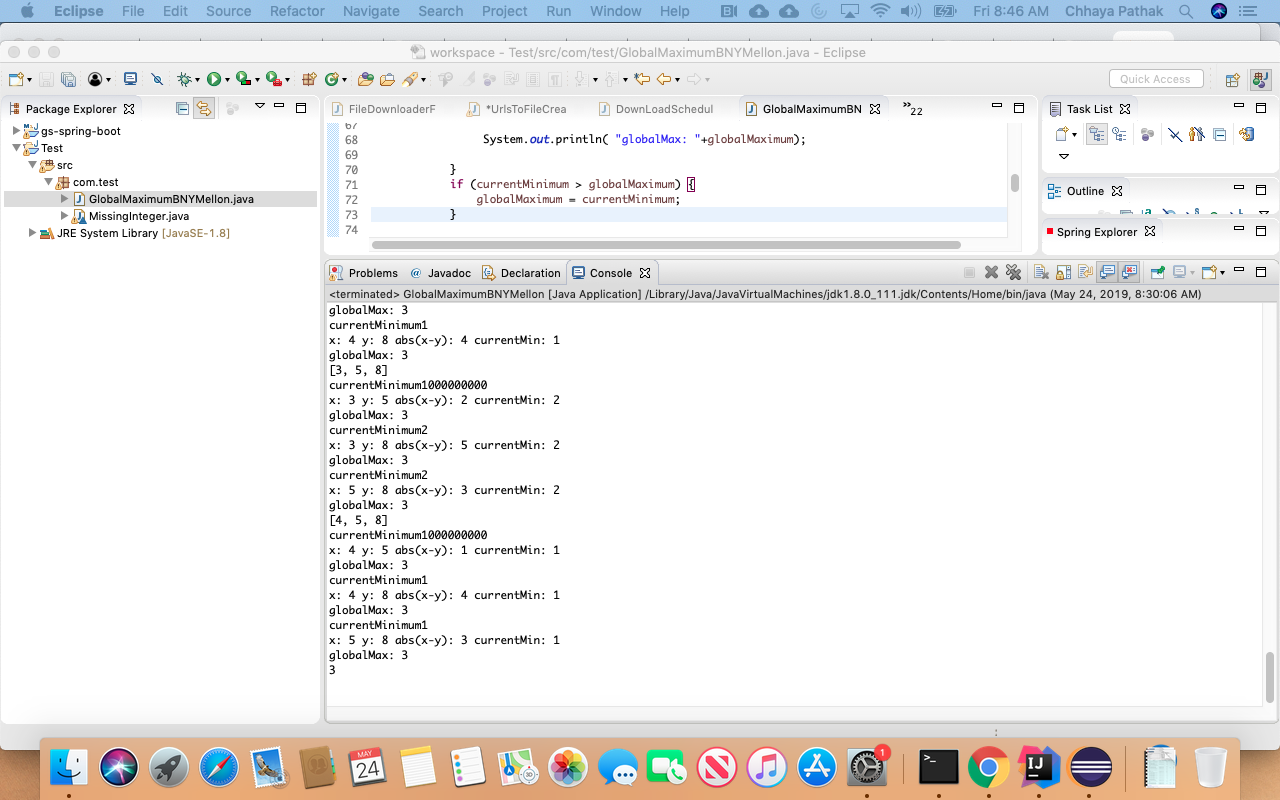 Eclipse File Edit Source Refactor Navigate Search Project Run Window Help Fri 8:46 AM Chhaya Pathak
workspace - Test/src/com/test/GlobalMaximumBNYMellon.java - Eclipse
Quick Access
Package Explorer
gs-spring-boot
Test
src
com.test
GlobalMaximumBNYMellon.java
MissingInteger.java
JRE System Library [JavaSE-1.8]
FileDownloaderF *UrlsToFileCrea DownLoadSchedul GlobalMaximumBN »22
67
68 System.out.println( "globalMax: "+globalMaximum);
69
70 }
71 if (currentMinimum > globalMaximum) {
72 globalMaximum = currentMinimum;
73 }
74
Task List
Outline
Spring Explorer
Problems @ Javadoc Declaration Console
<terminated> GlobalMaximumBNYMellon [Java Application] /Library/Java/JavaVirtualMachines/jdk1.8.0_111.jdk/Contents/Home/bin/java (May 24, 2019, 8:30:06 AM)
globalMax: 3
currentMinimum1
x: 4 y: 8 abs(x-y): 4 currentMin: 1
globalMax: 3
[3, 5, 8]
currentMinimum1000000000
x: 3 y: 5 abs(x-y): 2 currentMin: 2
globalMax: 3
currentMinimum2
x: 3 y: 8 abs(x-y): 5 currentMin: 2
globalMax: 3
currentMinimum2
x: 5 y: 8 abs(x-y): 3 currentMin: 2
globalMax: 3
[4, 5, 8]
currentMinimum1000000000
x: 4 y: 5 abs(x-y): 1 currentMin: 1
globalMax: 3
currentMinimum1
x: 4 y: 8 abs(x-y): 4 currentMin: 1
globalMax: 3
currentMinimum1
x: 5 y: 8 abs(x-y): 3 currentMin: 1
globalMax: 3
3
MAY
24
1
IJ